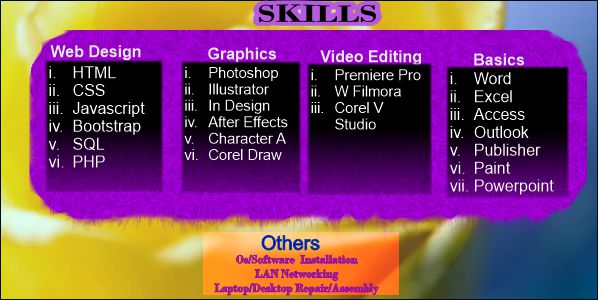 SKILLS
Web Design
i. HTML
ii. CSS
iii. Javascript
iv. Bootstrap
v. SQL
vi. PHP
Graphics
i. Photoshop
ii. Illustrator
iii. In Design
iv. After Effects
v. Character A
vi. Corel Draw
Video Editing
i. Premiere Pro
ii. W Filmora
iii. Corel V
Studio
Basics
i. Word
ii. Excel
iii. Access
iv. Outlook
v. Publisher
vi. Paint
vii. Powerpoint
Others
Os/Software Installation
LAN Networking
Laptop/Desktop Repair/Assembly